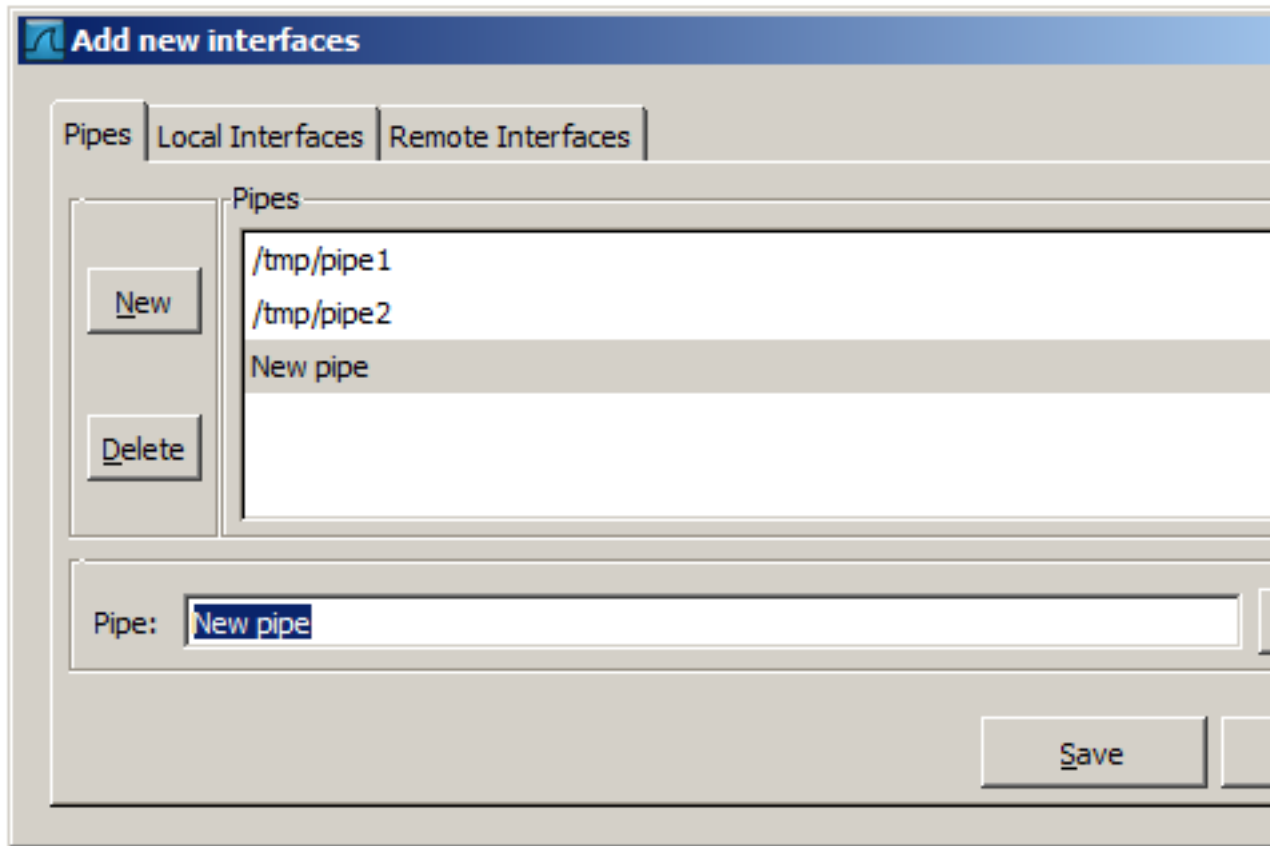 Add new interfaces
Pipes Local Interfaces Remote Interfaces
Pipes
/tmp/pipe1
/tmp/pipe2
New pipe
New
Delete
Pipe: New pipe
Save